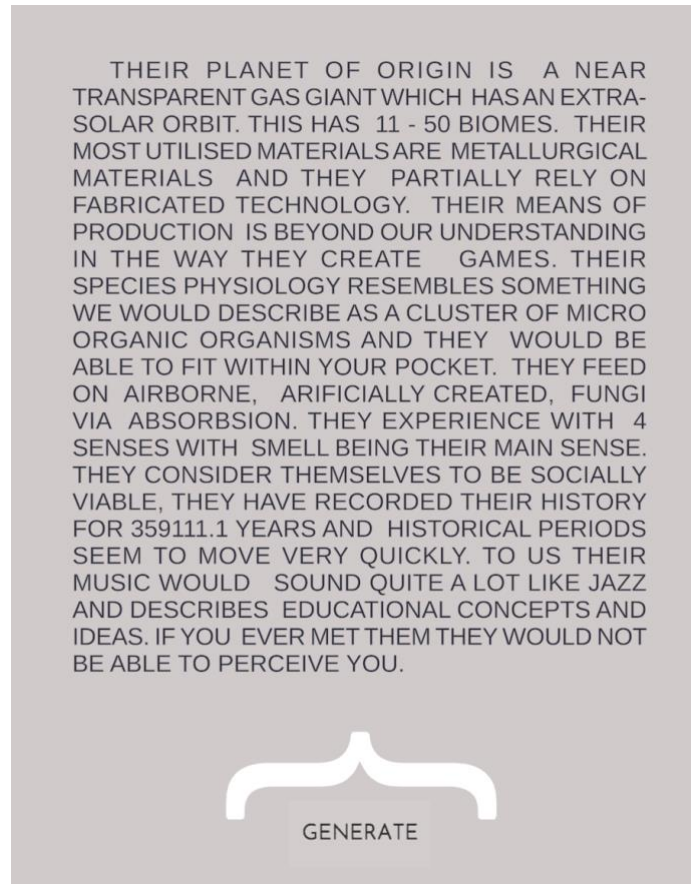 THEIR PLANET OF ORIGIN IS A NEAR
TRANSPARENT GAS GIANT WHICH HAS AN EXTRA-
SOLAR ORBIT. THIS HAS 11 - 50 BIOMES. THEIR
MOST UTILISED MATERIALS ARE METALLURGICAL
MATERIALS AND THEY PARTIALLY RELY ON
FABRICATED TECHNOLOGY. THEIR MEANS OF
PRODUCTION IS BEYOND OUR UNDERSTANDING
IN THE WAY THEY CREATE GAMES. THEIR
SPECIES PHYSIOLOGY RESEMBLES SOMETHING
WE WOULD DESCRIBE AS A CLUSTER OF MICRO
ORGANIC ORGANISMS AND THEY WOULD BE
ABLE TO FIT WITHIN YOUR POCKET. THEY FEED
ON AIRBORNE, ARIFICIALLY CREATED, FUNGI
VIA ABSORBSION. THEY EXPERIENCE WITH 4
SENSES WITH SMELL BEING THEIR MAIN SENSE.
THEY CONSIDER THEMSELVES TO BE SOCIALLY
VIABLE, THEY HAVE RECORDED THEIR HISTORY
FOR 359111.1 YEARS AND HISTORICAL PERIODS
SEEM TO MOVE VERY QUICKLY. TO US THEIR
MUSIC WOULD SOUND QUITE A LOT LIKE JAZZ
AND DESCRIBES EDUCATIONAL CONCEPTS AND
IDEAS. IF YOU EVER MET THEM THEY WOULD NOT
BE ABLE TO PERCEIVE YOU.
GENERATE